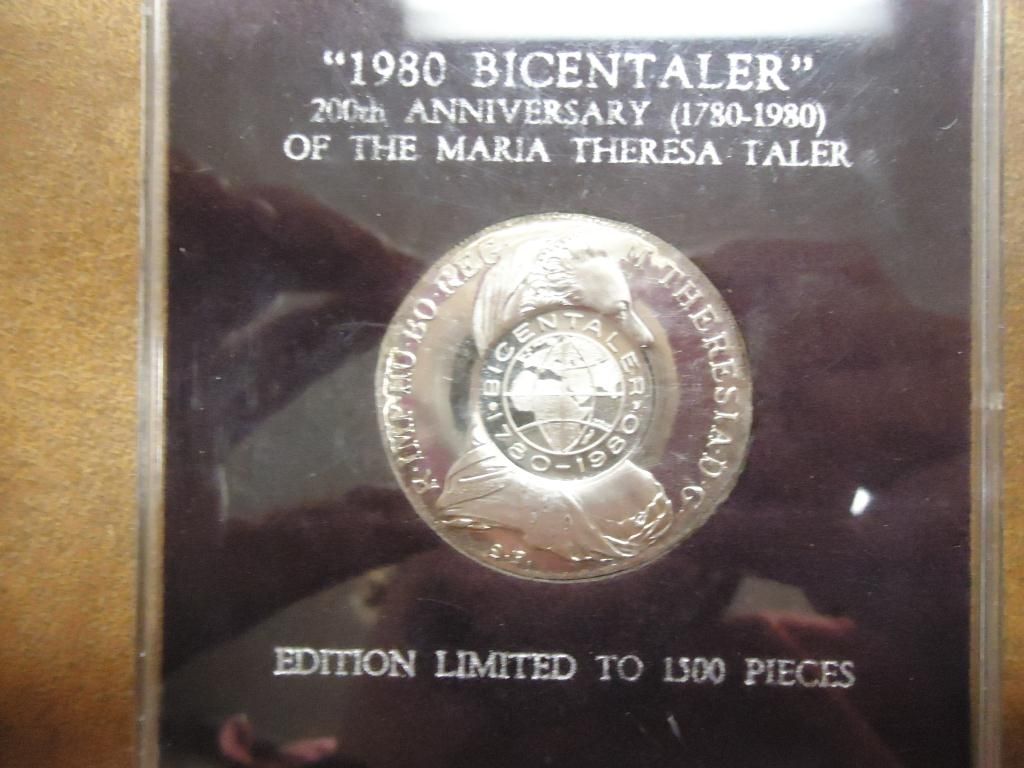 “1980 BICENTALER”
200th ANNIVERSARY (1780-1980)
OF THE MARIA THERESA TALER
R·IMP·HU·BO·REG· M·THERESIA·D·G·
BICENTALER
1780-1980
S.F.
EDITION LIMITED TO 1500 PIECES